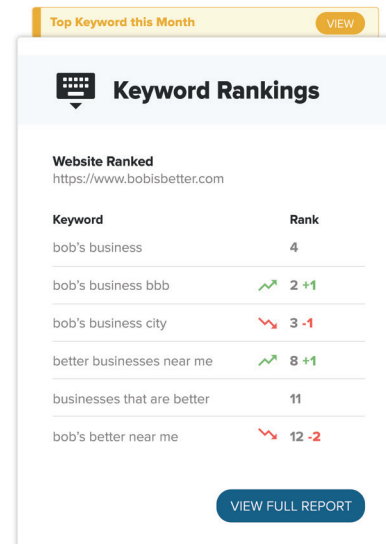 Top Keyword this Month VIEW
Keyword Rankings
Website Ranked
https://www.bobisbetter.com
Keyword Rank
bob's business 4
bob's business bbb 2 +1
bob's business city 3 -1
better businesses near me 8 +1
businesses that are better 11
bob's better near me 12 -2
VIEW FULL REPORT